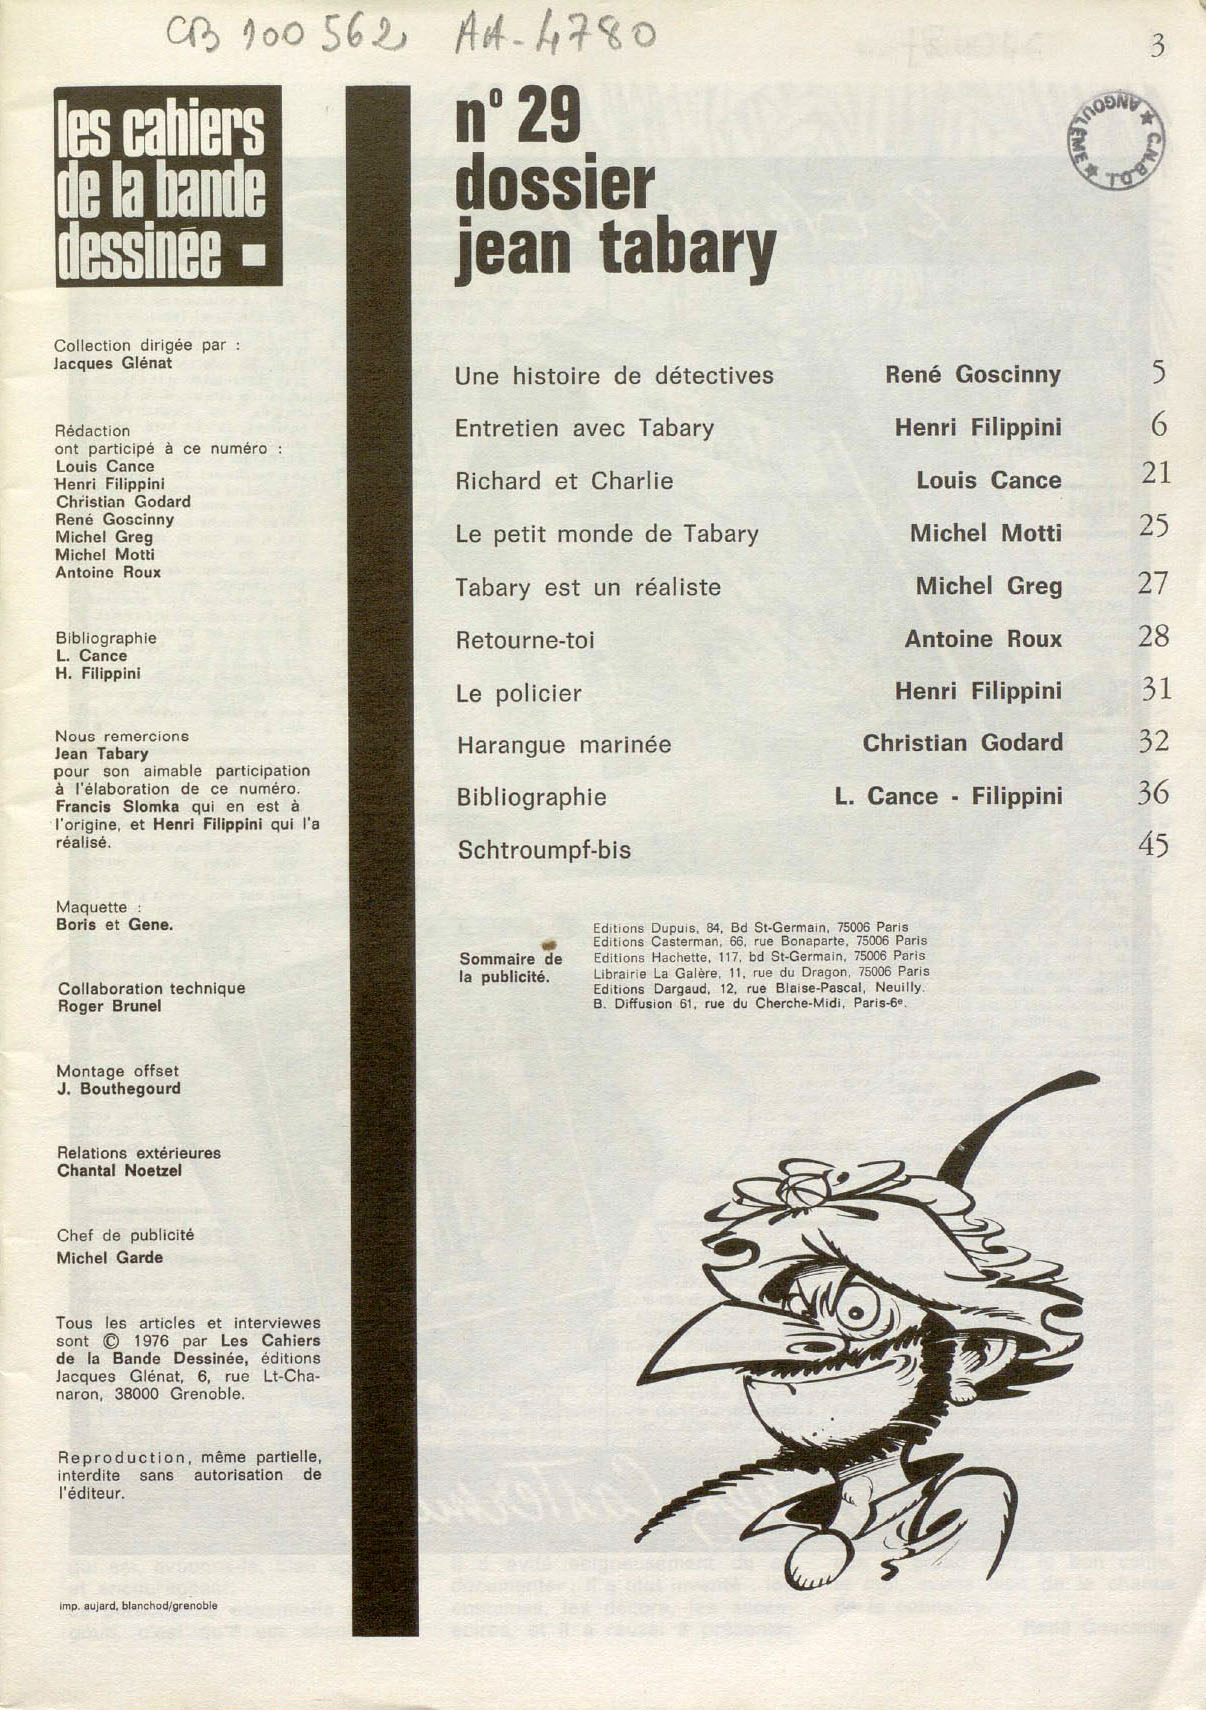 CB 100 562 AA-4780
3
les cahiers
de la bande
dessinée
n° 29
dossier
jean tabary
ANGOULÊME ★ C.N.B.D.I. ★
Collection dirigée par :
Jacques Glénat
Rédaction
ont participé à ce numéro :
Louis Cance
Henri Filippini
Christian Godard
René Goscinny
Michel Greg
Michel Motti
Antoine Roux
Bibliographie
L. Cance
H. Filippini
Nous remercions
Jean Tabary
pour son aimable participation
à l'élaboration de ce numéro.
Francis Slomka qui en est à
l'origine, et Henri Filippini qui l'a
réalisé.
Maquette :
Boris et Gene.
Collaboration technique
Roger Brunel
Montage offset
J. Bouthegourd
Relations extérieures
Chantal Noetzel
Chef de publicité
Michel Garde
Tous les articles et interviewes
sont © 1976 par Les Cahiers
de la Bande Dessinée, éditions
Jacques Glénat, 6, rue Lt-Cha-
naron, 38000 Grenoble.
Reproduction, même partielle,
interdite sans autorisation de
l'éditeur.
imp. aujard, blanchod/grenoble
Une histoire de détectives René Goscinny 5
Entretien avec Tabary Henri Filippini 6
Richard et Charlie Louis Cance 21
Le petit monde de Tabary Michel Motti 25
Tabary est un réaliste Michel Greg 27
Retourne-toi Antoine Roux 28
Le policier Henri Filippini 31
Harangue marinée Christian Godard 32
Bibliographie L. Cance - Filippini 36
Schtroumpf-bis 45
Sommaire de
la publicité.
Editions Dupuis, 84, Bd St-Germain, 75006 Paris
Editions Casterman, 66, rue Bonaparte, 75006 Paris
Editions Hachette, 117, bd St-Germain, 75006 Paris
Librairie La Galère, 11, rue du Dragon, 75006 Paris
Editions Dargaud, 12, rue Blaise-Pascal, Neuilly.
B. Diffusion 61, rue du Cherche-Midi, Paris-6e.